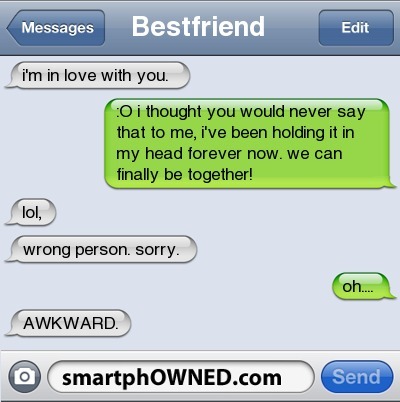 Messages
Bestfriend
Edit
i'm in love with you.
:O i thought you would never say
that to me, i've been holding it in
my head forever now. we can
finally be together!
lol,
wrong person. sorry.
oh....
AWKWARD.
smartphOWNED.com
Send